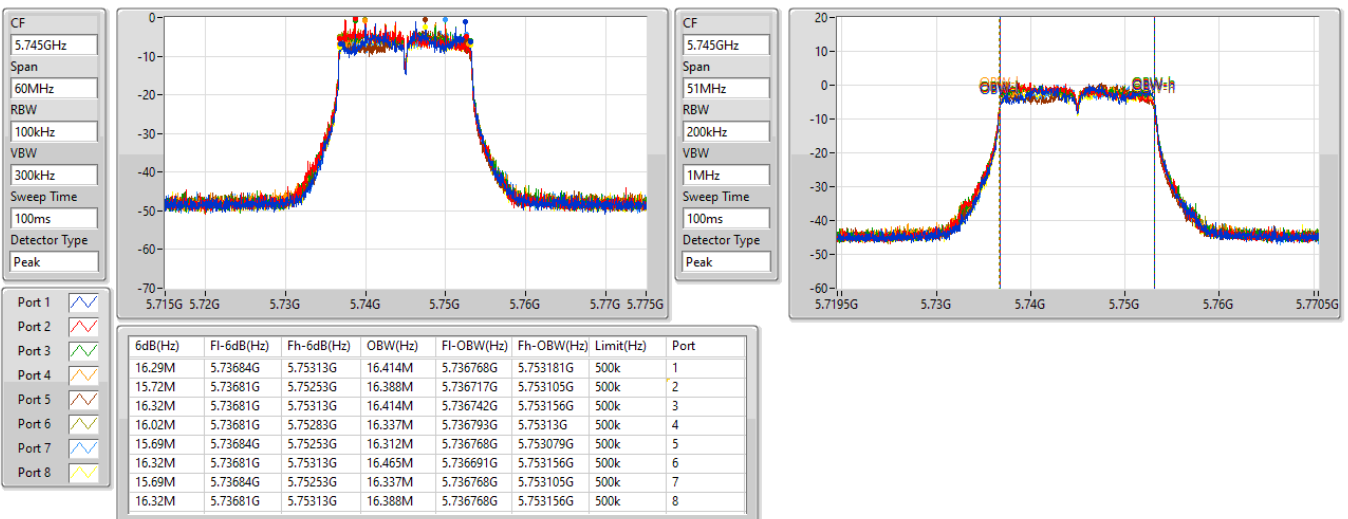 CF
5.745GHz
Span
60MHz
RBW
100kHz
VBW
300kHz
Sweep Time
100ms
Detector Type
Peak
0
-10
-20
-30
-40
-50
-60
-70
5.715G 5.72G 5.73G 5.74G 5.75G 5.76G 5.77G 5.775G
CF
5.745GHz
Span
51MHz
RBW
200kHz
VBW
1MHz
Sweep Time
100ms
Detector Type
Peak
20
10
0
-10
-20
-30
-40
-50
-60
OBW-h
5.7195G 5.73G 5.74G 5.75G 5.76G 5.7705G
Port 1
Port 2
Port 3
Port 4
Port 5
Port 6
Port 7
Port 8
6dB(Hz) Fl-6dB(Hz) Fh-6dB(Hz) OBW(Hz) Fl-OBW(Hz) Fh-OBW(Hz) Limit(Hz) Port
16.29M 5.73684G 5.75313G 16.414M 5.736768G 5.753181G 500k 1
15.72M 5.73681G 5.75253G 16.388M 5.736717G 5.753105G 500k 2
16.32M 5.73681G 5.75313G 16.414M 5.736742G 5.753156G 500k 3
16.02M 5.73681G 5.75283G 16.337M 5.736793G 5.75313G 500k 4
15.69M 5.73684G 5.75253G 16.312M 5.736768G 5.753079G 500k 5
16.32M 5.73681G 5.75313G 16.465M 5.736691G 5.753156G 500k 6
15.69M 5.73684G 5.75253G 16.337M 5.736768G 5.753105G 500k 7
16.32M 5.73681G 5.75313G 16.388M 5.736768G 5.753156G 500k 8